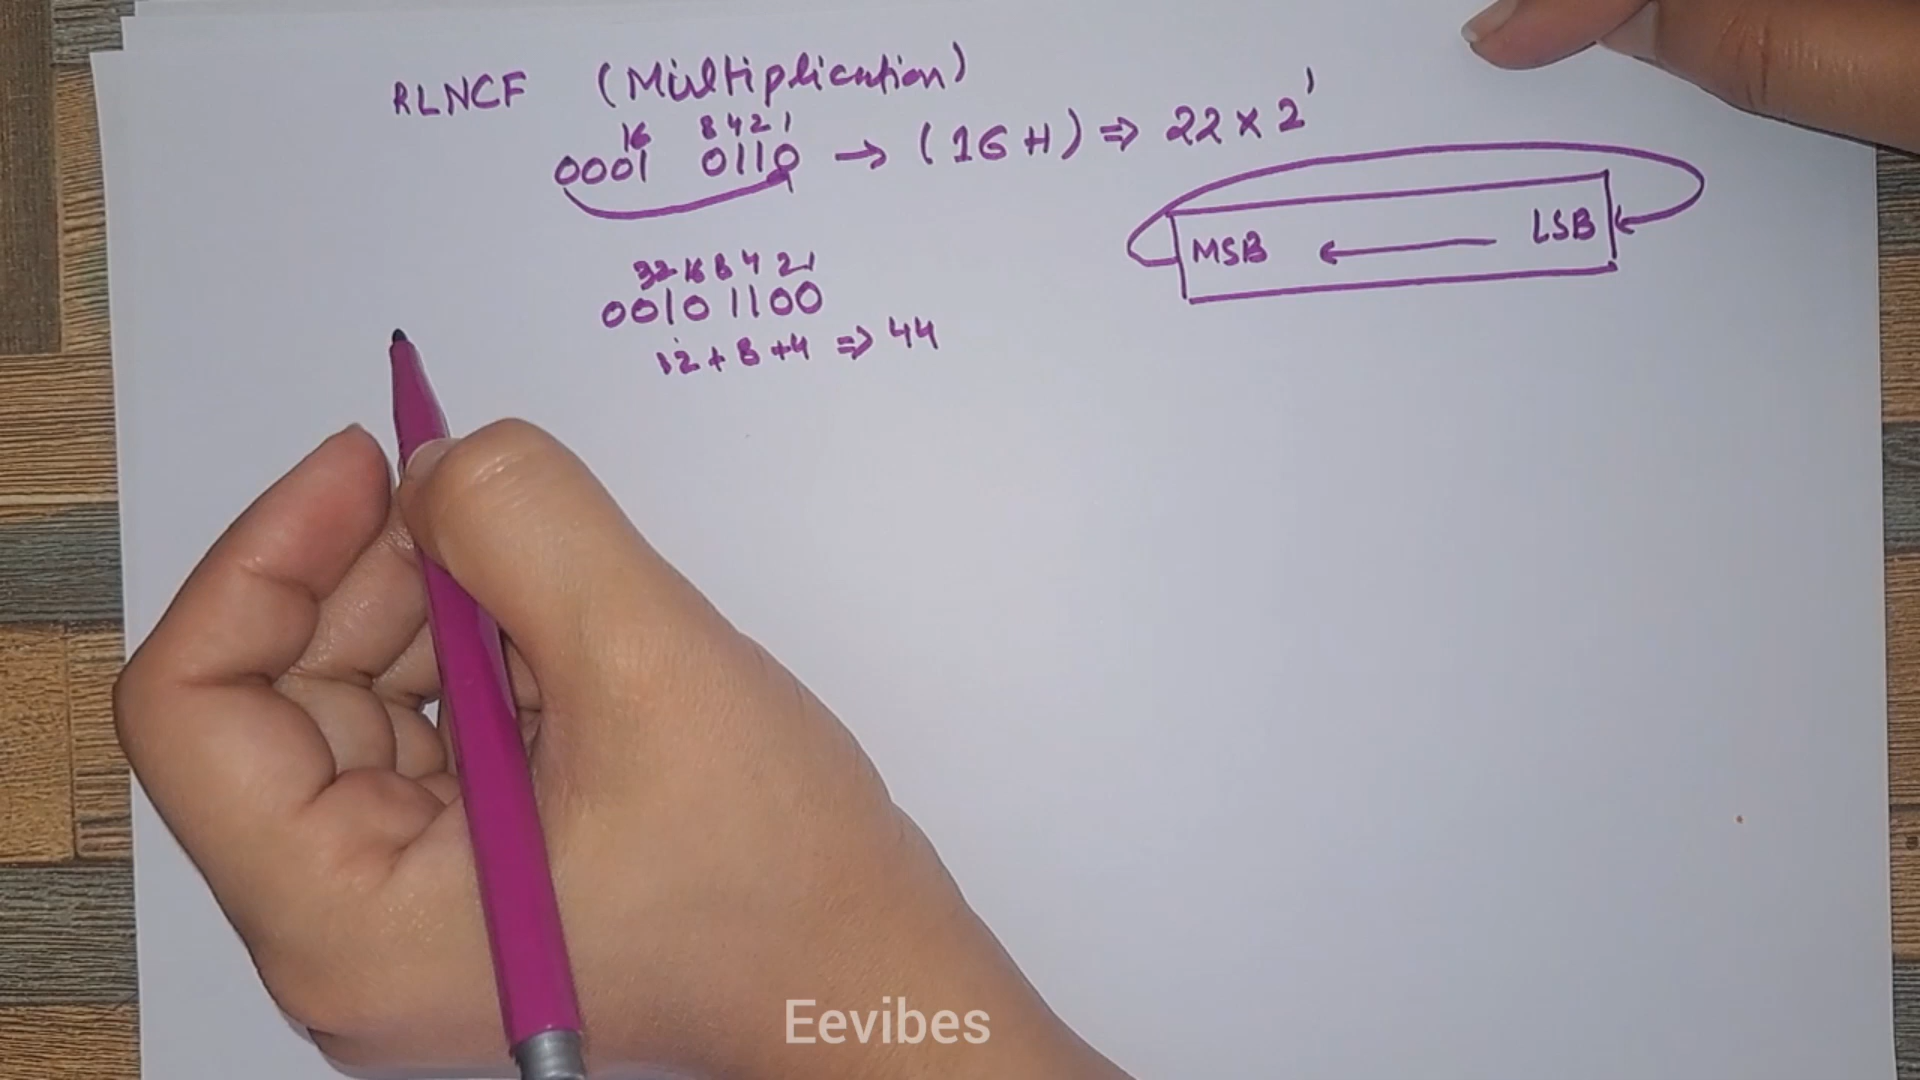 RLNCF (Multiplication)
16 8 4 2 1
0001 0110 → (16H) ⇒ 22 × 2¹
MSB ← LSB
32 16 8 4 2 1
0010 1100
32 + 8 + 4 ⇒ 44
Eevibes